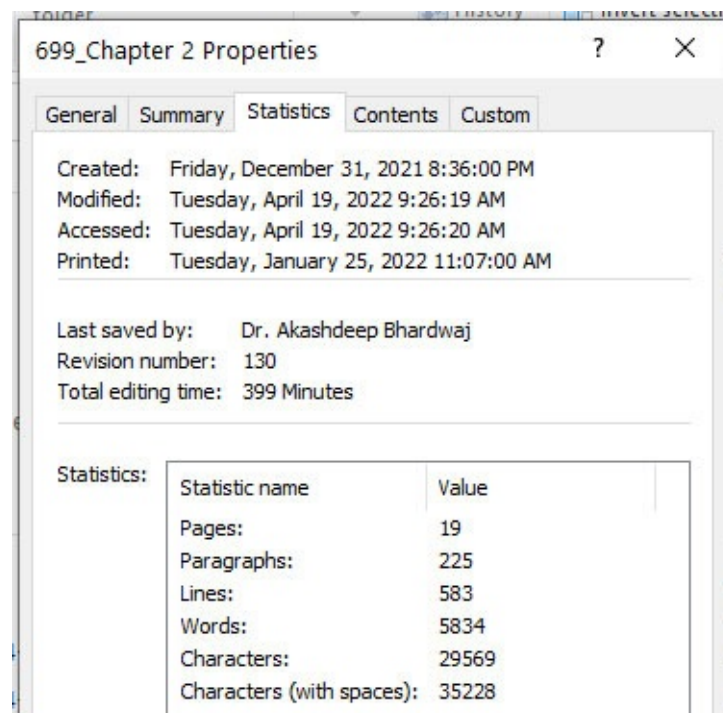 folder
History
Invert selecti
699_Chapter 2 Properties ? ×
General Summary Statistics Contents Custom
Created: Friday, December 31, 2021 8:36:00 PM
Modified: Tuesday, April 19, 2022 9:26:19 AM
Accessed: Tuesday, April 19, 2022 9:26:20 AM
Printed: Tuesday, January 25, 2022 11:07:00 AM
Last saved by: Dr. Akashdeep Bhardwaj
Revision number: 130
Total editing time: 399 Minutes
Statistics:
Statistic name Value
Pages: 19
Paragraphs: 225
Lines: 583
Words: 5834
Characters: 29569
Characters (with spaces): 35228